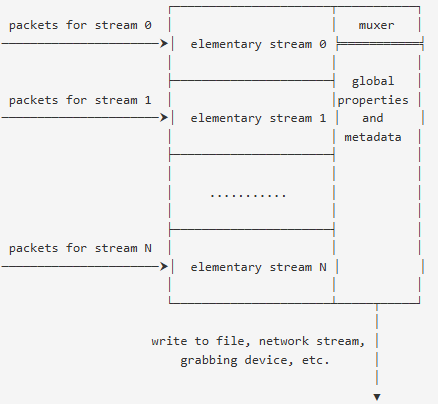 packets for stream 0
muxer
elementary stream 0
global
packets for stream 1
properties
elementary stream 1
and
metadata
...........
packets for stream N
elementary stream N
write to file, network stream,
grabbing device, etc.